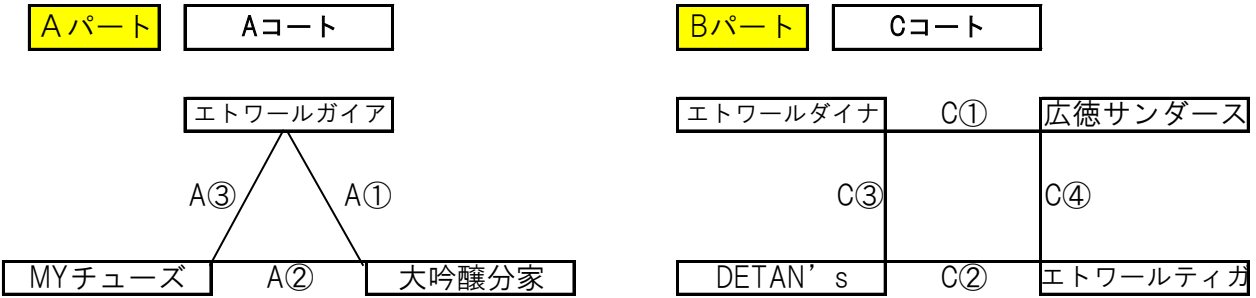 Aパート Aコート
エトワールガイア
A③ A①
MYチューズ A② 大吟醸分家
Bパート Cコート
エトワールダイナ C① 広徳サンダース
C③ C④
DETAN’s C② エトワールティガ